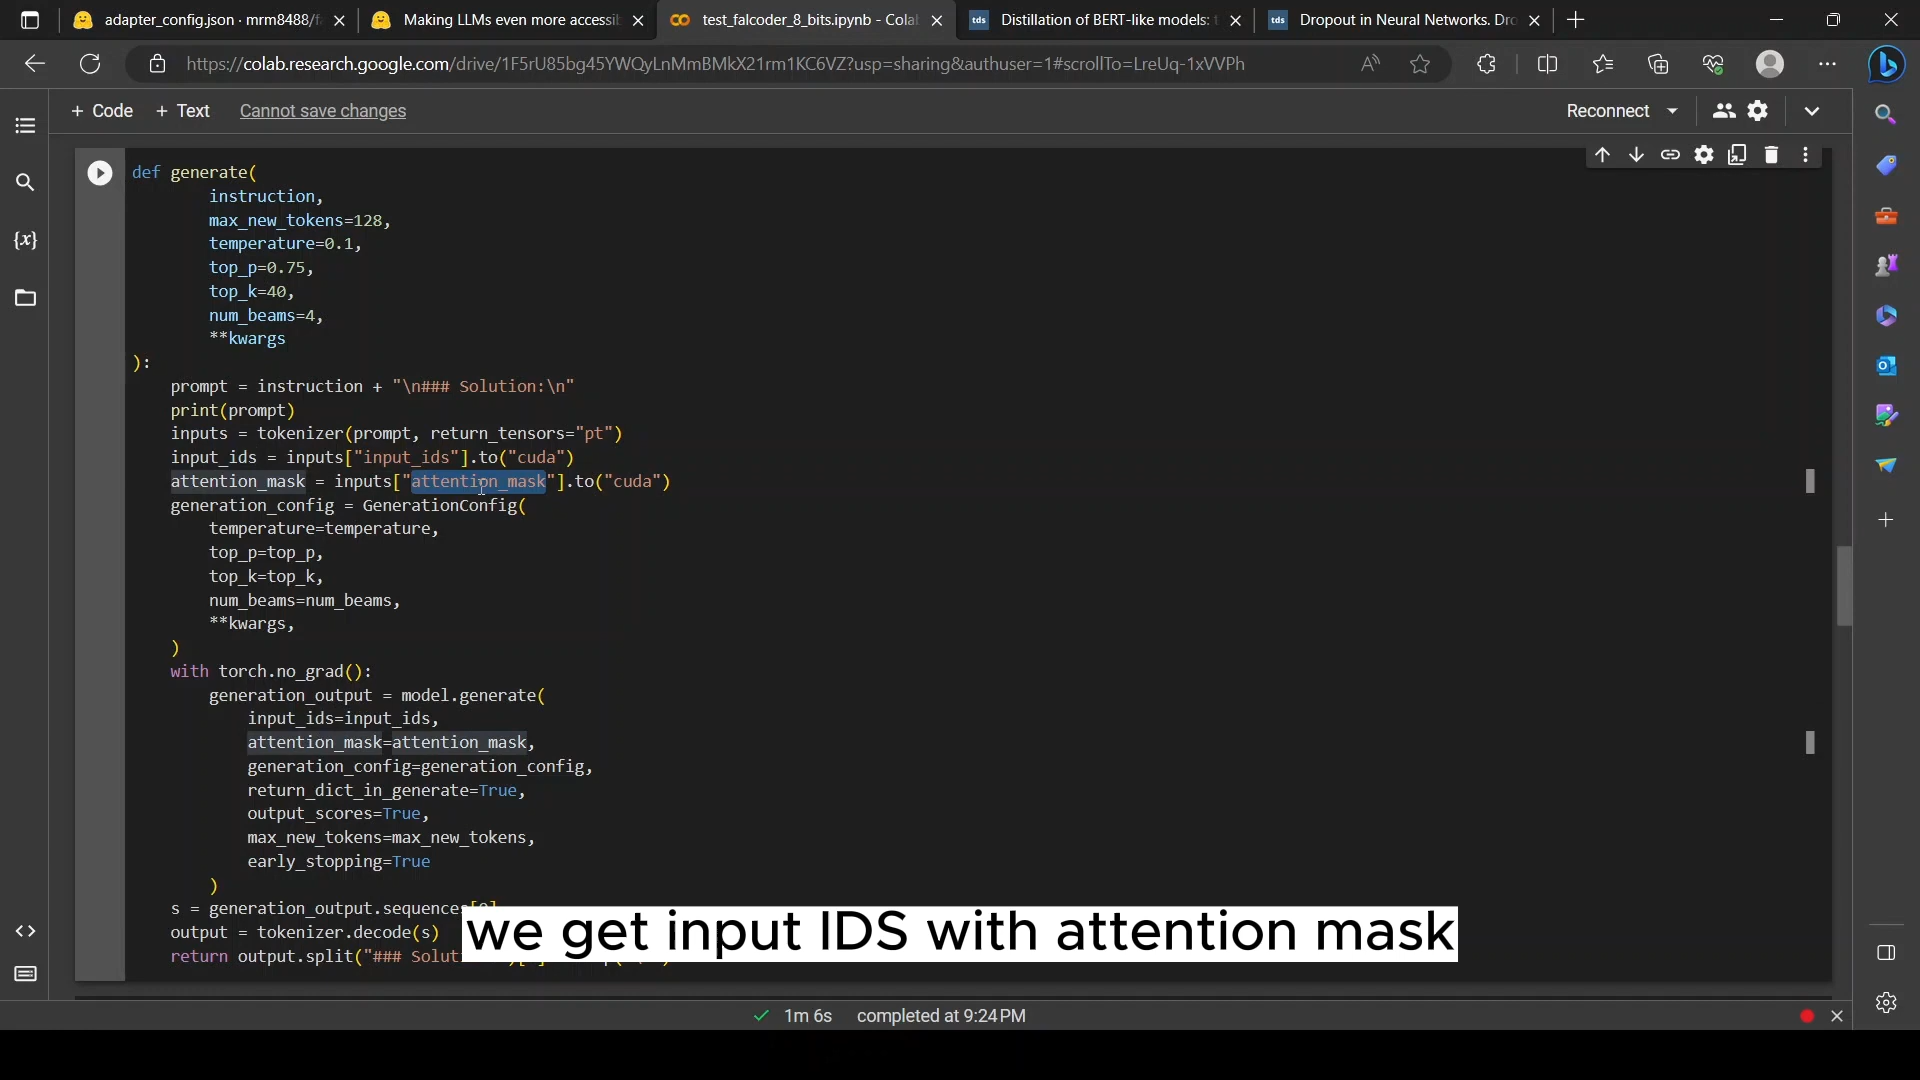 adapter_config.json · mrm8488/f
Making LLMs even more accessib
test_falcoder_8_bits.ipynb - Cola
tds Distillation of BERT-like models: t
tds Dropout in Neural Networks. Dro
https://colab.research.google.com/drive/1F5rU85bg45YWQyLnMmBMkX21rm1KC6VZ?usp=sharing&authuser=1#scrollTo=LreUq-1xVVPh
+ Code + Text Cannot save changes
Reconnect
def generate(
instruction,
max_new_tokens=128,
temperature=0.1,
top_p=0.75,
top_k=40,
num_beams=4,
**kwargs
):
prompt = instruction + "\n### Solution:\n"
print(prompt)
inputs = tokenizer(prompt, return_tensors="pt")
input_ids = inputs["input_ids"].to("cuda")
attention_mask = inputs["attention_mask"].to("cuda")
generation_config = GenerationConfig(
temperature=temperature,
top_p=top_p,
top_k=top_k,
num_beams=num_beams,
**kwargs,
)
with torch.no_grad():
generation_output = model.generate(
input_ids=input_ids,
attention_mask=attention_mask,
generation_config=generation_config,
return_dict_in_generate=True,
output_scores=True,
max_new_tokens=max_new_tokens,
early_stopping=True
)
s = generation_output.sequences
output = tokenizer.decode(s)
return output.split("### Solut
we get input IDS with attention mask
1m 6s completed at 9:24 PM